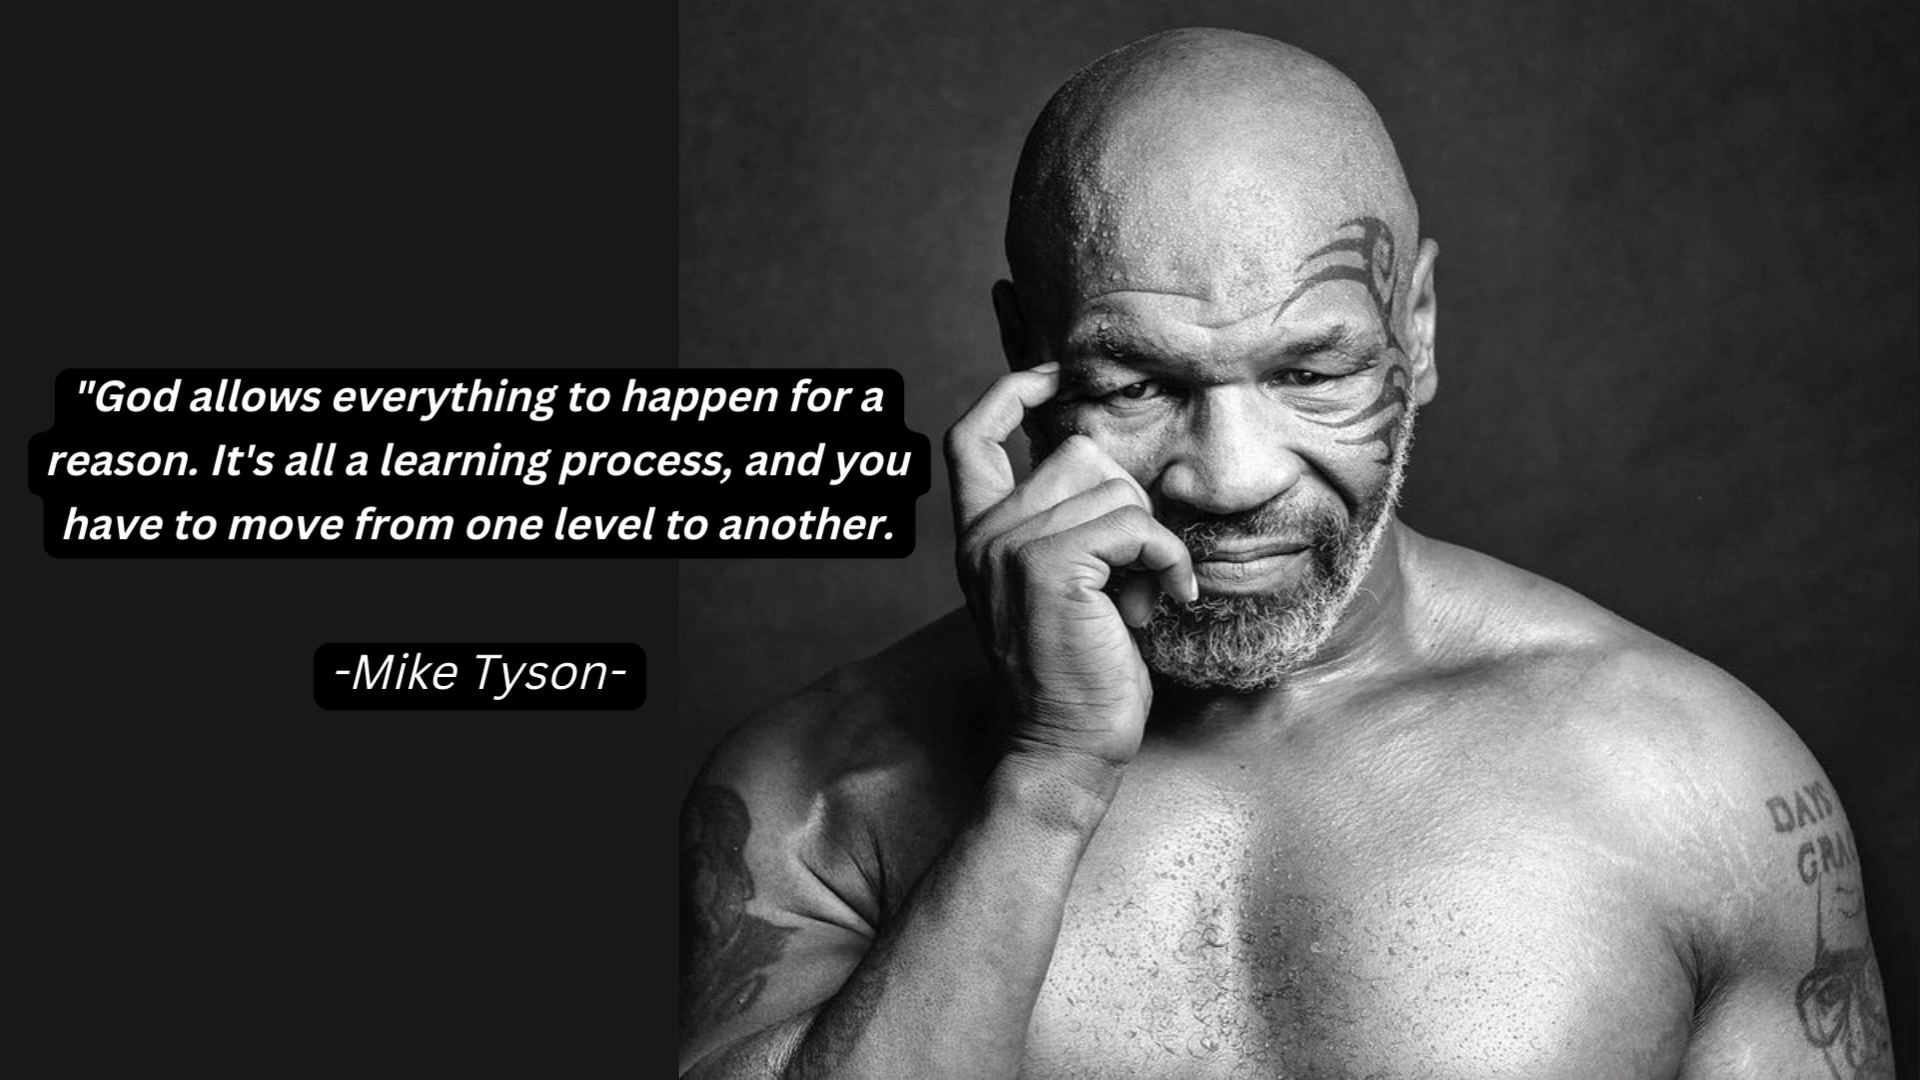 "God allows everything to happen for a
reason. It's all a learning process, and you
have to move from one level to another.
-Mike Tyson-
DAYS